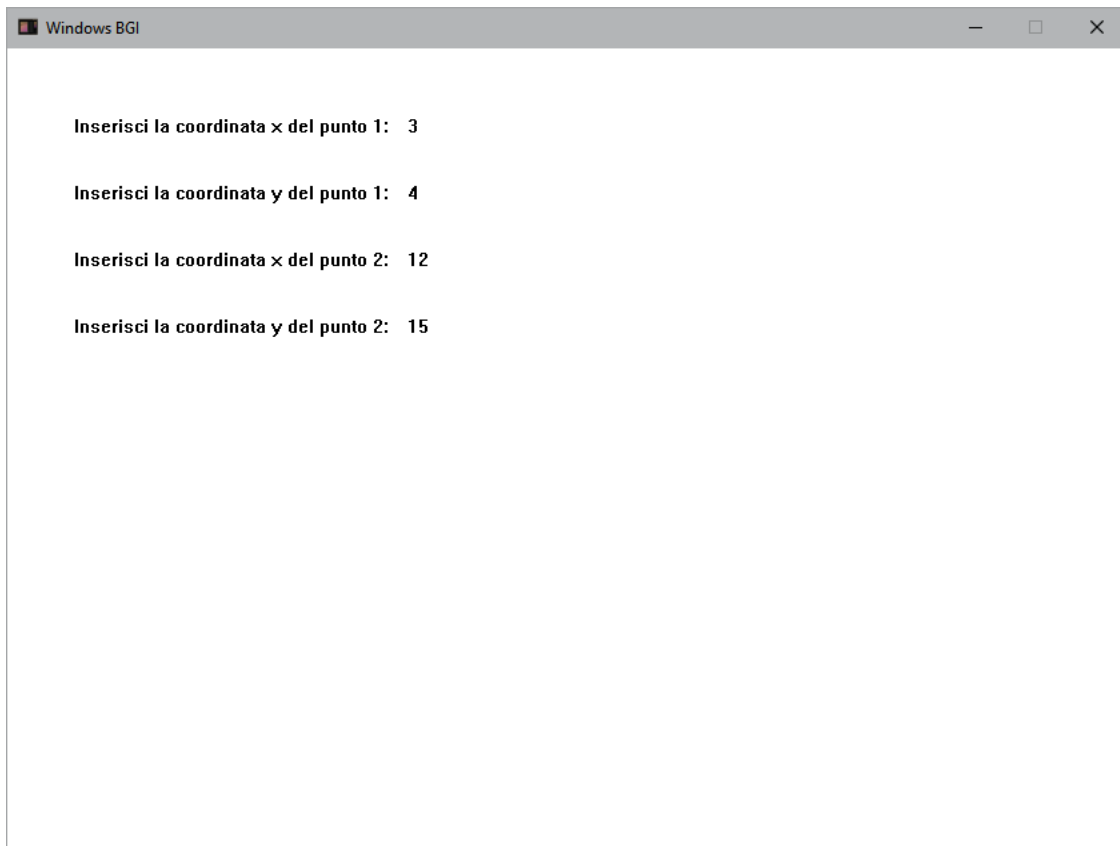 Windows BGI
Inserisci la coordinata x del punto 1: 3
Inserisci la coordinata y del punto 1: 4
Inserisci la coordinata x del punto 2: 12
Inserisci la coordinata y del punto 2: 15